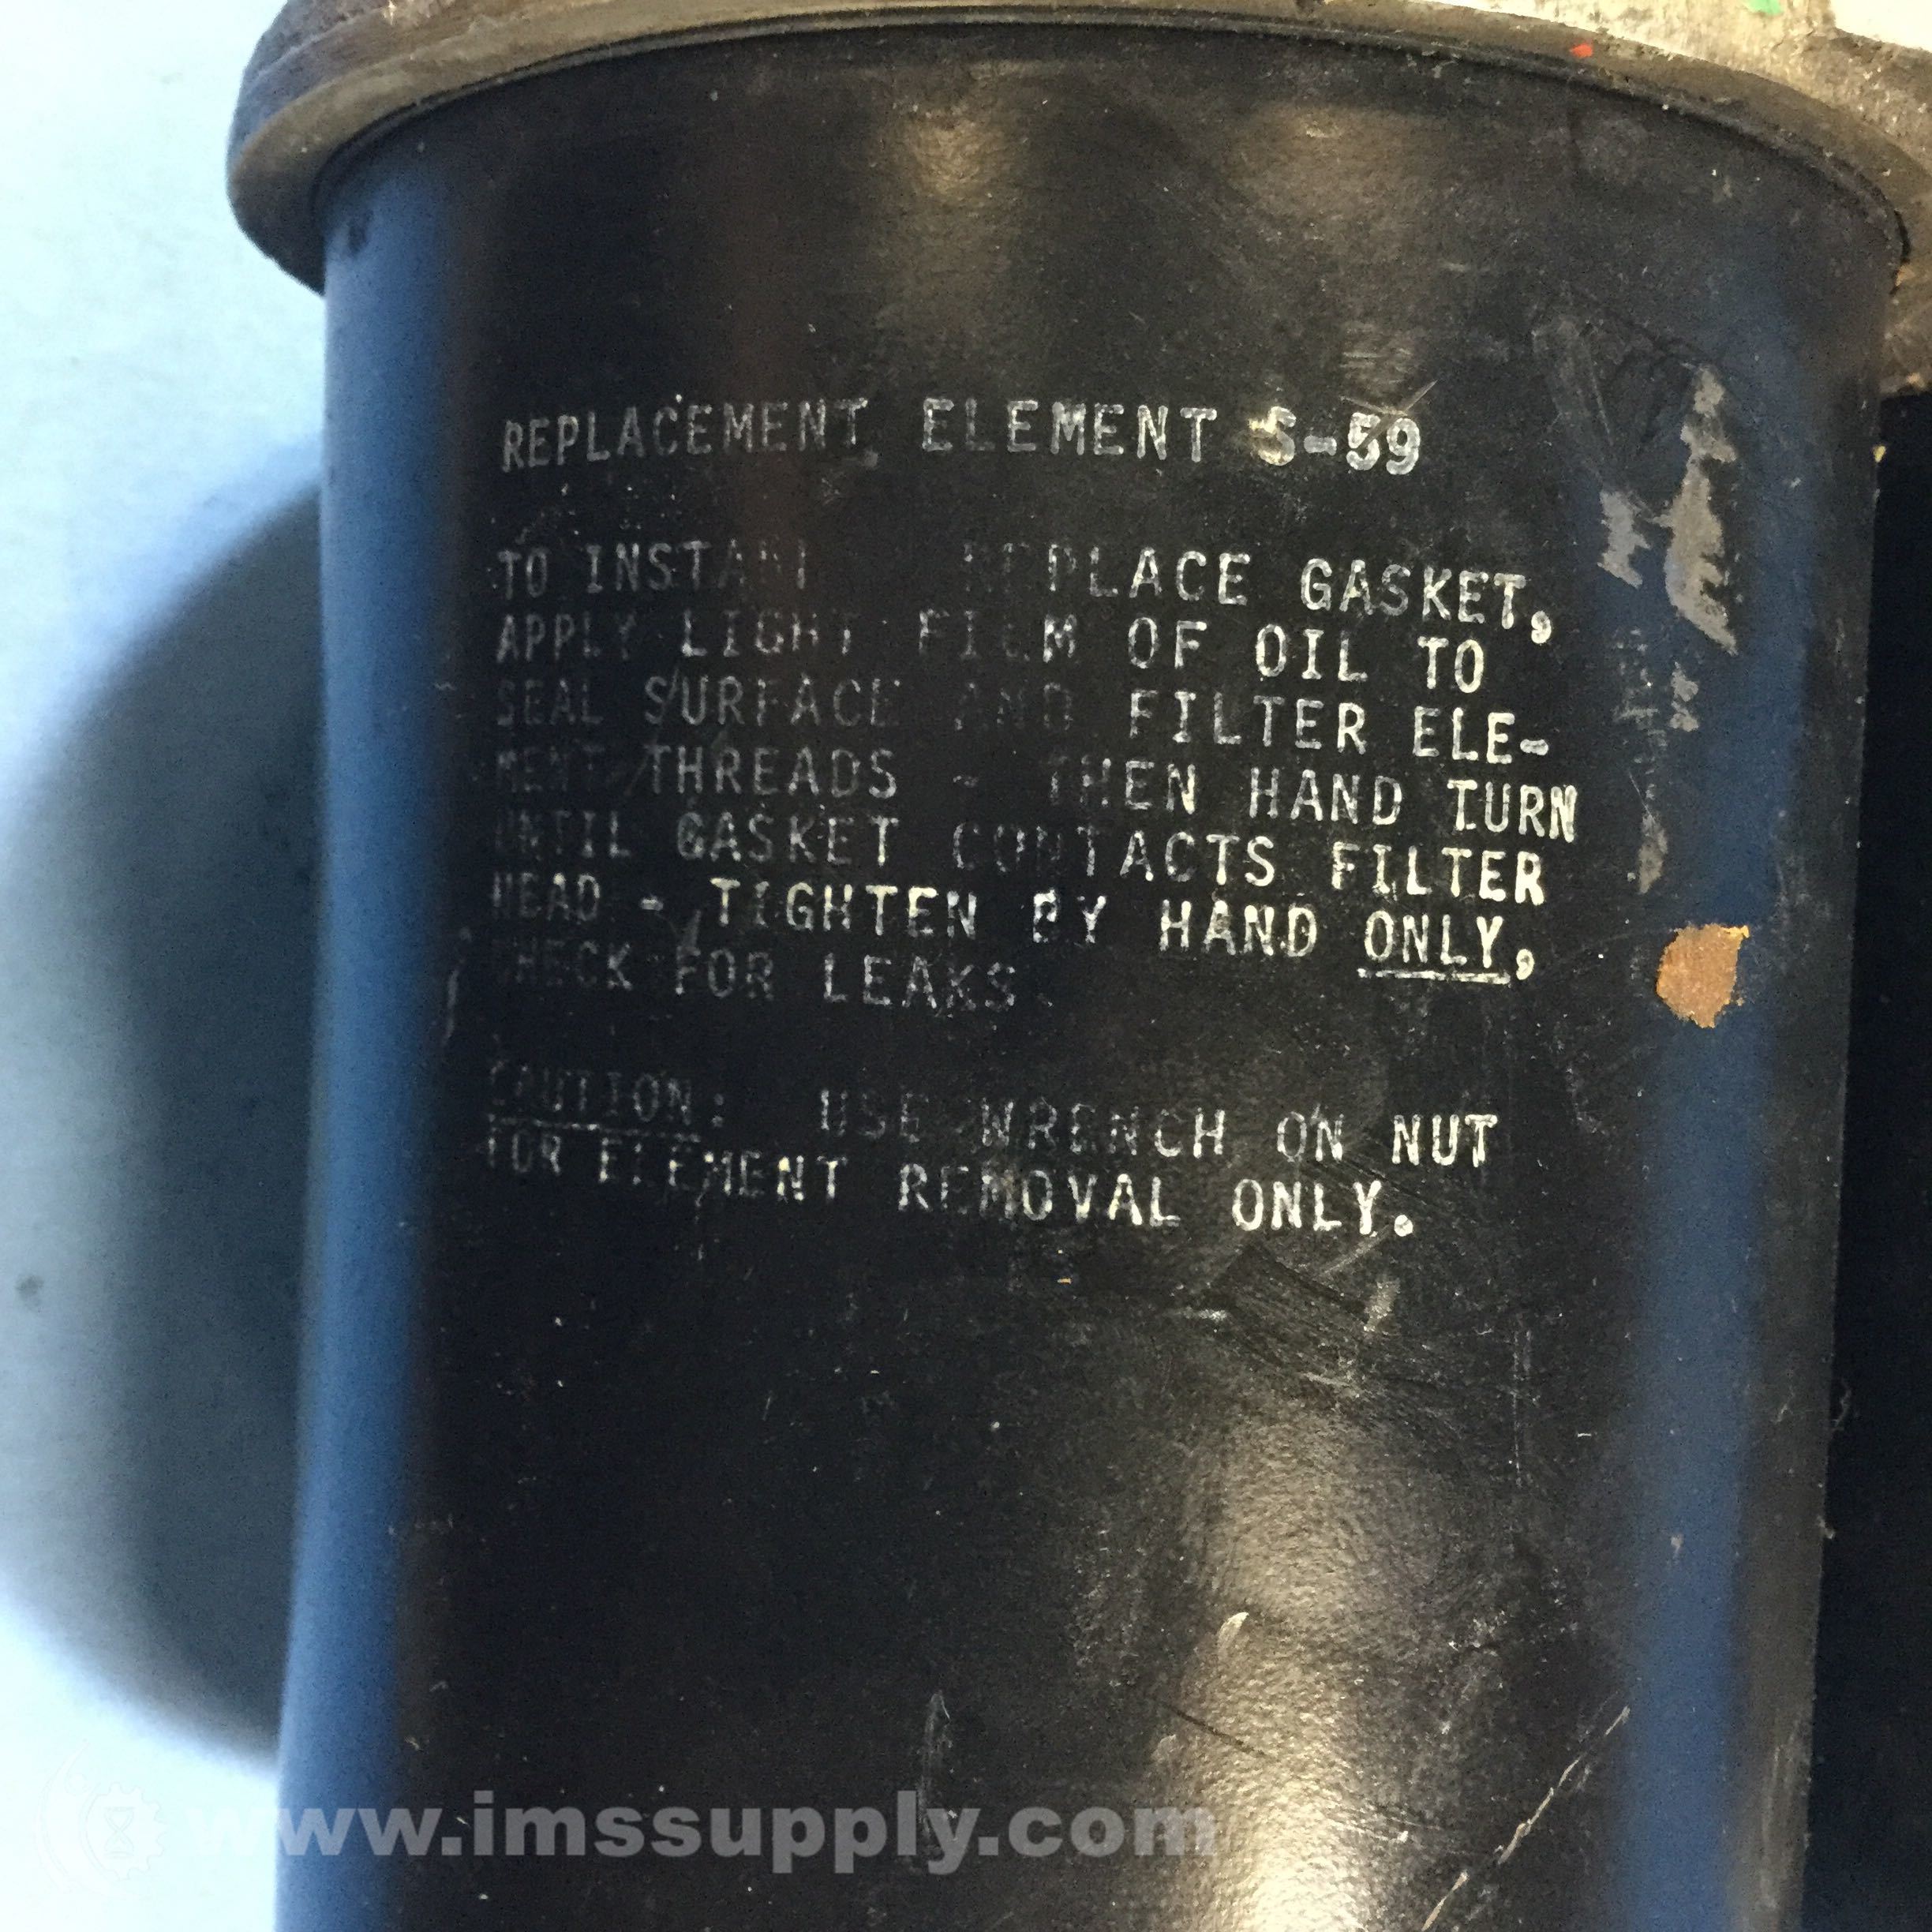 REPLACEMENT ELEMENT S-59
TO INSTALL REPLACE GASKET,
APPLY LIGHT FILM OF OIL TO
SEAL SURFACE AND FILTER ELE-
MENT THREADS - THEN HAND TURN
UNTIL GASKET CONTACTS FILTER
HEAD - TIGHTEN BY HAND ONLY,
CHECK FOR LEAKS.
CAUTION: USE WRENCH ON NUT
FOR ELEMENT REMOVAL ONLY.
www.imssupply.com